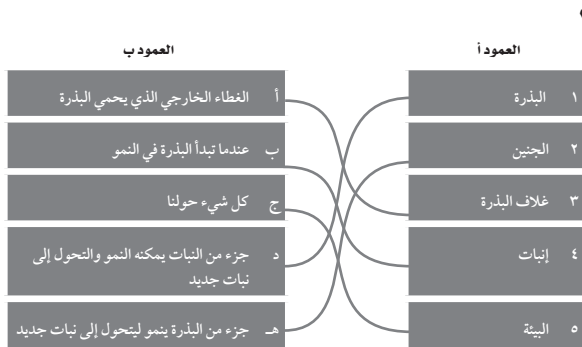 العمود أ
١ البذرة
٢ الجنين
٣ غلاف البذرة
٤ إنبات
٥ البيئة
العمود ب
أ الغطاء الخارجي الذي يحمي البذرة
ب عندما تبدأ البذرة في النمو
ج كل شيء حولنا
د جزء من النبات يمكنه النمو والتحول إلى
نبات جديد
هـ جزء من البذرة ينمو ليتحول إلى نبات جديد